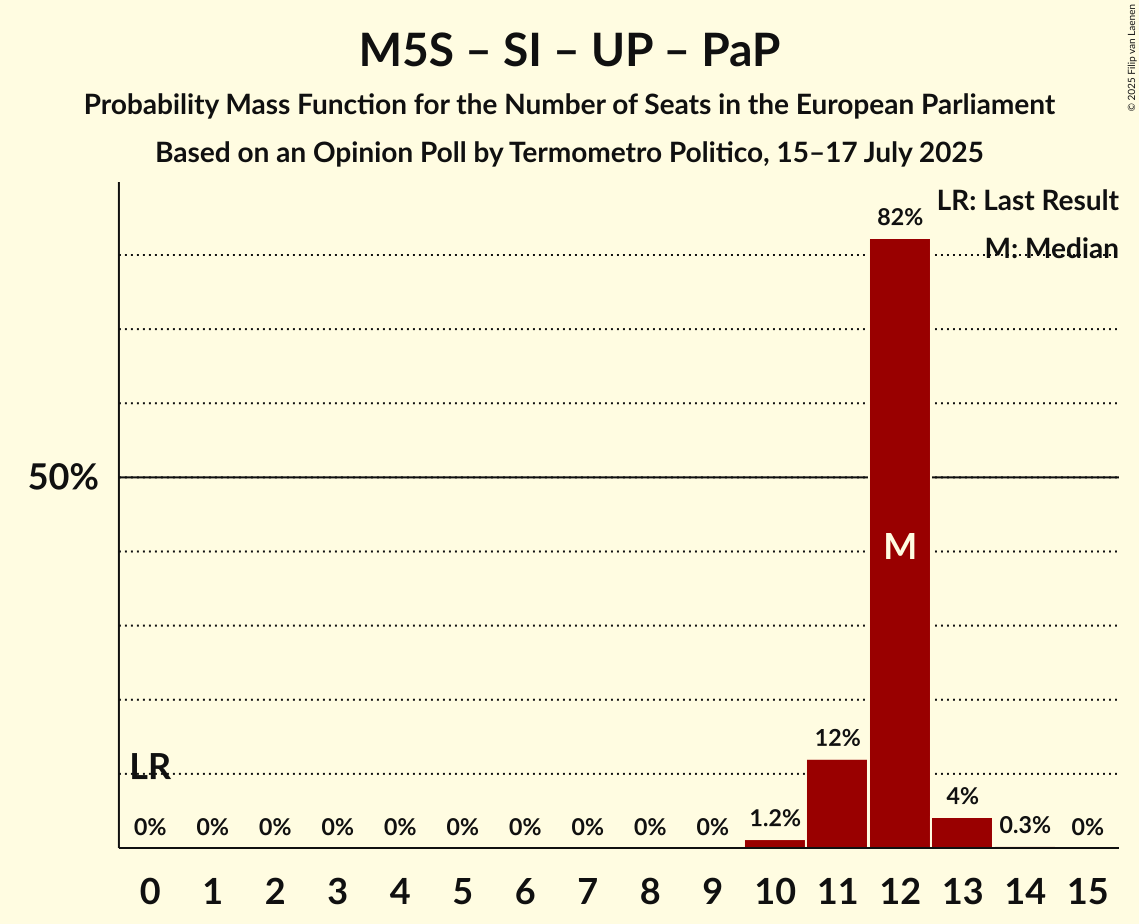 M5S – SI – UP – PaP
Probability Mass Function for the Number of Seats in the European Parliament
Based on an Opinion Poll by Termometro Politico, 15–17 July 2025
© 2025 Filip van Laenen
LR: Last Result
M: Median
82%
50%
M
LR
12%
4%
1.2%
0.3%
0% 0% 0% 0% 0% 0% 0% 0% 0% 0% 0%
0 1 2 3 4 5 6 7 8 9 10 11 12 13 14 15